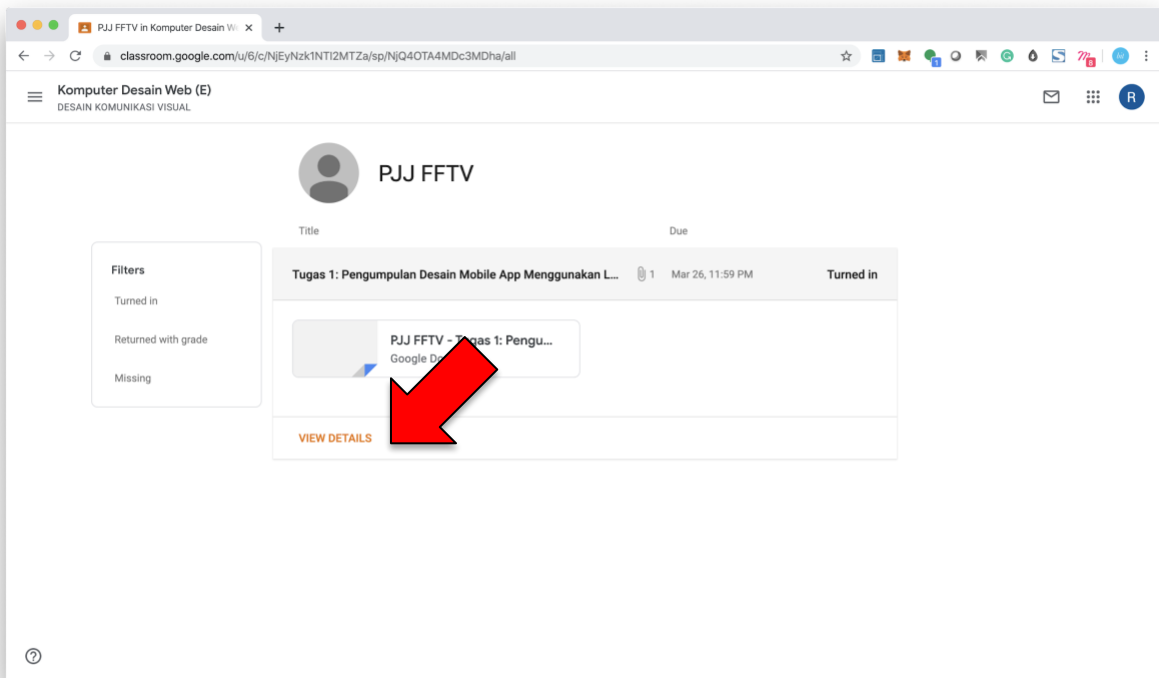 PJJ FFTV in Komputer Desain W
classroom.google.com/u/6/c/NjEyNzk1NTI2MTZa/sp/NjQ4OTA4MDc3MDha/all
1
8
Komputer Desain Web (E)
DESAIN KOMUNIKASI VISUAL
R
PJJ FFTV
Title Due
Filters
Turned in
Returned with grade
Missing
Tugas 1: Pengumpulan Desain Mobile App Menggunakan L... 1 Mar 26, 11:59 PM Turned in
PJJ FFTV - Tugas 1: Pengu...
Google
VIEW DETAILS